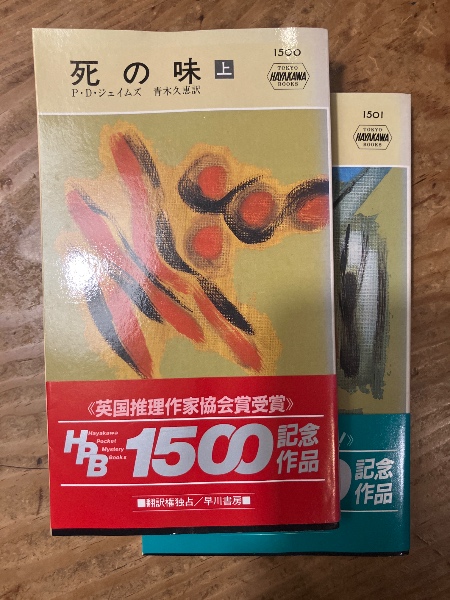 1500
死の味 上
TOKYO
HAYAKAWA
BOOKS
P・D・ジェイムズ 青木久恵訳
1501
TOKYO
HAYAKAWA
BOOKS
《英国推理作家協会賞受賞》
HPB
Hayakawa
Pocket
Mystery
Books
1500
記念
作品
■翻訳権独占/早川書房■
記念
作品